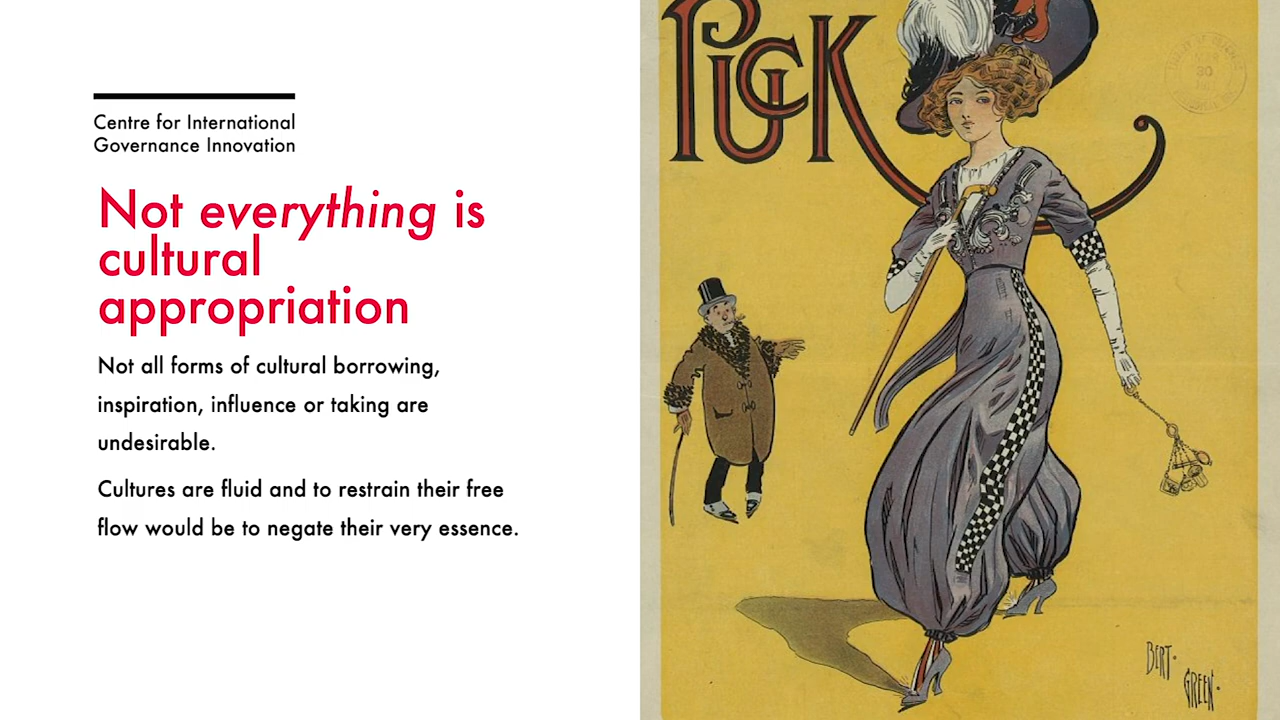 Centre for International
Governance Innovation
Not everything is
cultural
appropriation
Not all forms of cultural borrowing,
inspiration, influence or taking are
undesirable.
Cultures are fluid and to restrain their free
flow would be to negate their very essence.
PUCK
BERT
GREEN